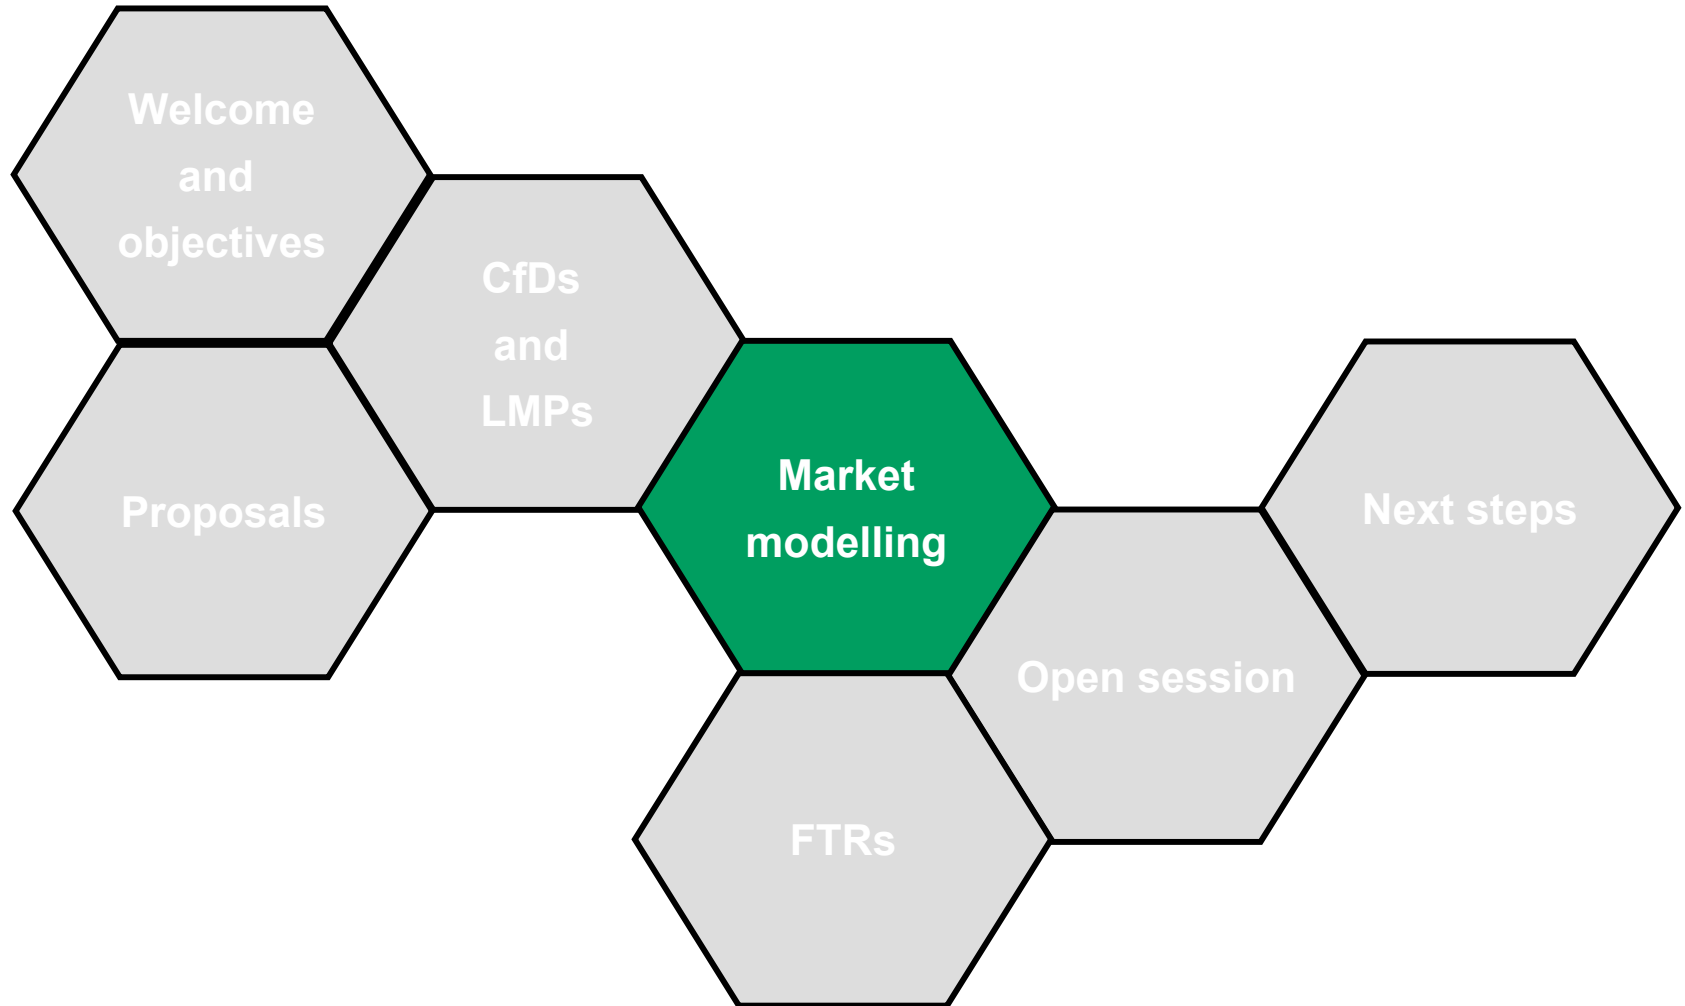 Welcome
and
objectives
CfDs
and
LMPs
Proposals
Market
modelling
Next steps
Open session
FTRs